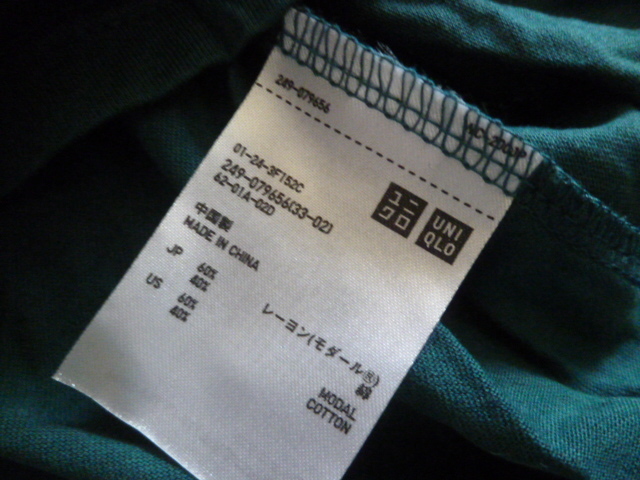 249-079656
01-2A-3F152C
249-079656(33-02)
62-01A-02D
ユニ
クロ
UNI
QLO
中国製
MADE IN CHINA
JP 60% レーヨン(モダール®)
40% 綿
US 60% MODAL
40% COTTON